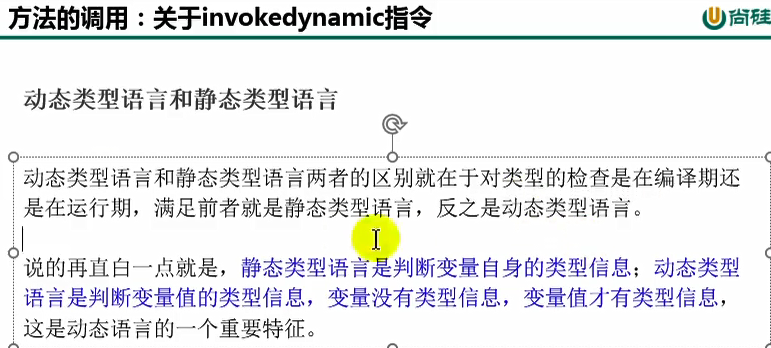 方法的调用：关于invokedynamic指令
尚硅
动态类型语言和静态类型语言
动态类型语言和静态类型语言两者的区别就在于对类型的检查是在编译期还
是在运行期，满足前者就是静态类型语言，反之是动态类型语言。
说的再直白一点就是，静态类型语言是判断变量自身的类型信息；动态类型
语言是判断变量值的类型信息，变量没有类型信息，变量值才有类型信息，
这是动态语言的一个重要特征。